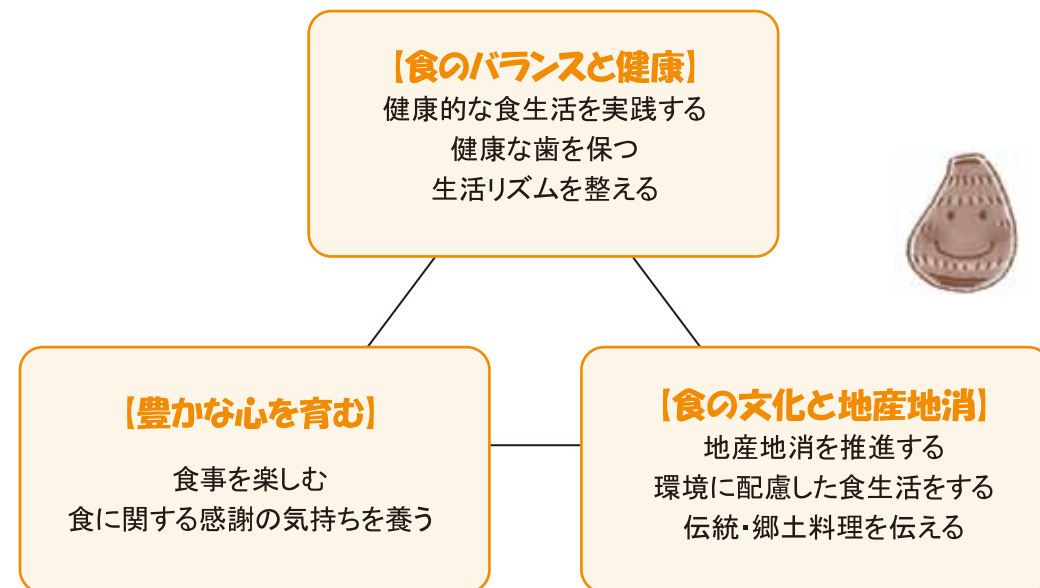 【食のバランスと健康】
健康的な食生活を実践する
健康な歯を保つ
生活リズムを整える
【豊かな心を育む】
食事を楽しむ
食に関する感謝の気持ちを養う
【食の文化と地産地消】
地産地消を推進する
環境に配慮した食生活をする
伝統・郷土料理を伝える